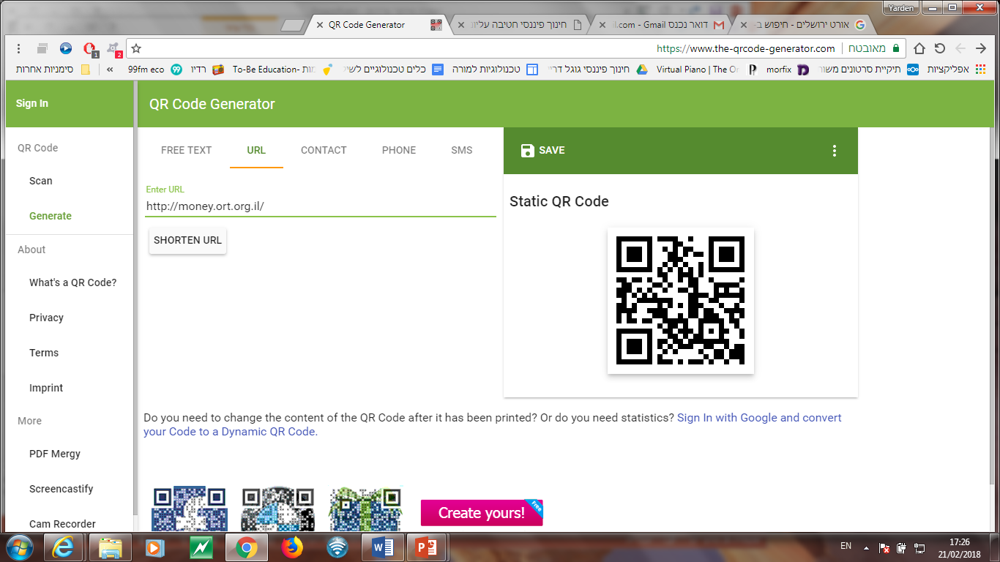 Yarden
QR Code Generator
חינוך פיננסי חטיבה עליונ
דואר נכנס - Gmail
אורט ירושלים - חיפוש ב-
1
2
https://www.the-qrcode-generator.com
מאובטח
אפליקציות
תיקיית סרטונים משור
morfix
Virtual Piano | The Or
חינוך פיננסי גוגל דריי
טכנולוגיות למורה
כלים טכנולוגיים לשיל
To-Be Education-
רדיו
99fm eco
»
סימניות אחרות
Sign In
QR Code Generator
QR Code
Scan
Generate
About
What's a QR Code?
Privacy
Terms
Imprint
More
PDF Mergy
Screencastify
Cam Recorder
FREE TEXT
URL
CONTACT
PHONE
SMS
Enter URL
http://money.ort.org.il/
SHORTEN URL
SAVE
Static QR Code
Do you need to change the content of the QR Code after it has been printed? Or do you need statistics? Sign In with Google and convert
your Code to a Dynamic QR Code.
Create yours!
Free
EN
17:26
21/02/2018